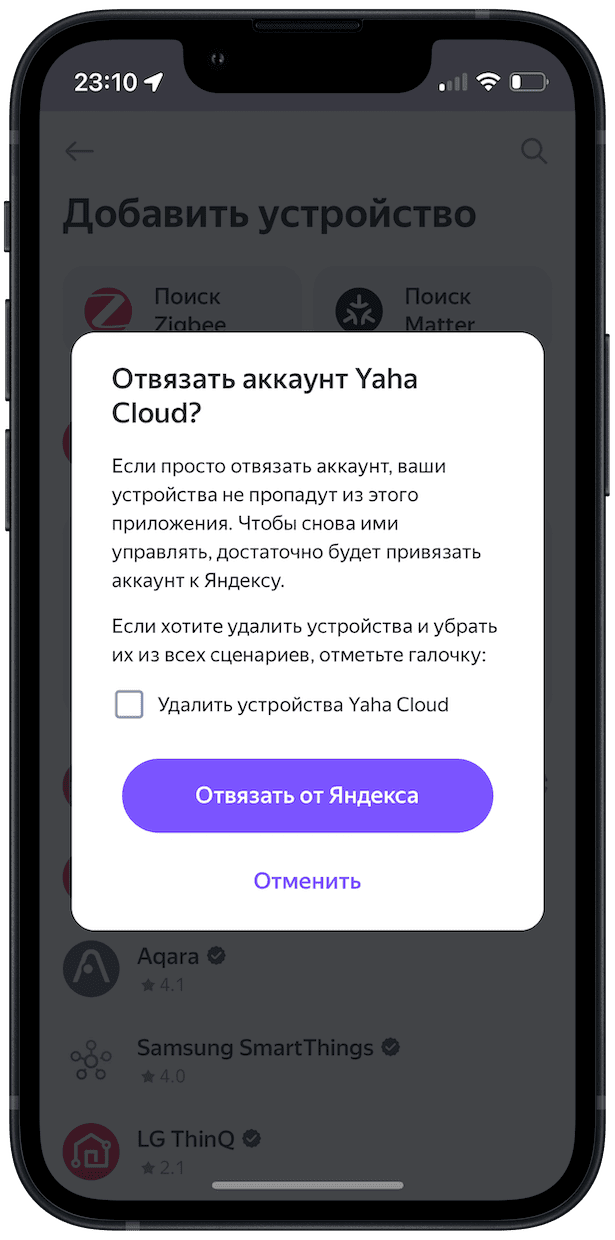 23:10
Добавить устройство
Поиск
Zigbee
Поиск
Matter
Отвязать аккаунт Yaha
Cloud?
Если просто отвязать аккаунт, ваши
устройства не пропадут из этого
приложения. Чтобы снова ими
управлять, достаточно будет привязать
аккаунт к Яндексу.
Если хотите удалить устройства и убрать
их из всех сценариев, отметьте галочку:
Удалить устройства Yaha Cloud
Отвязать от Яндекса
Отменить
Aqara
4.1
Samsung SmartThings
4.0
LG ThinQ
2.1